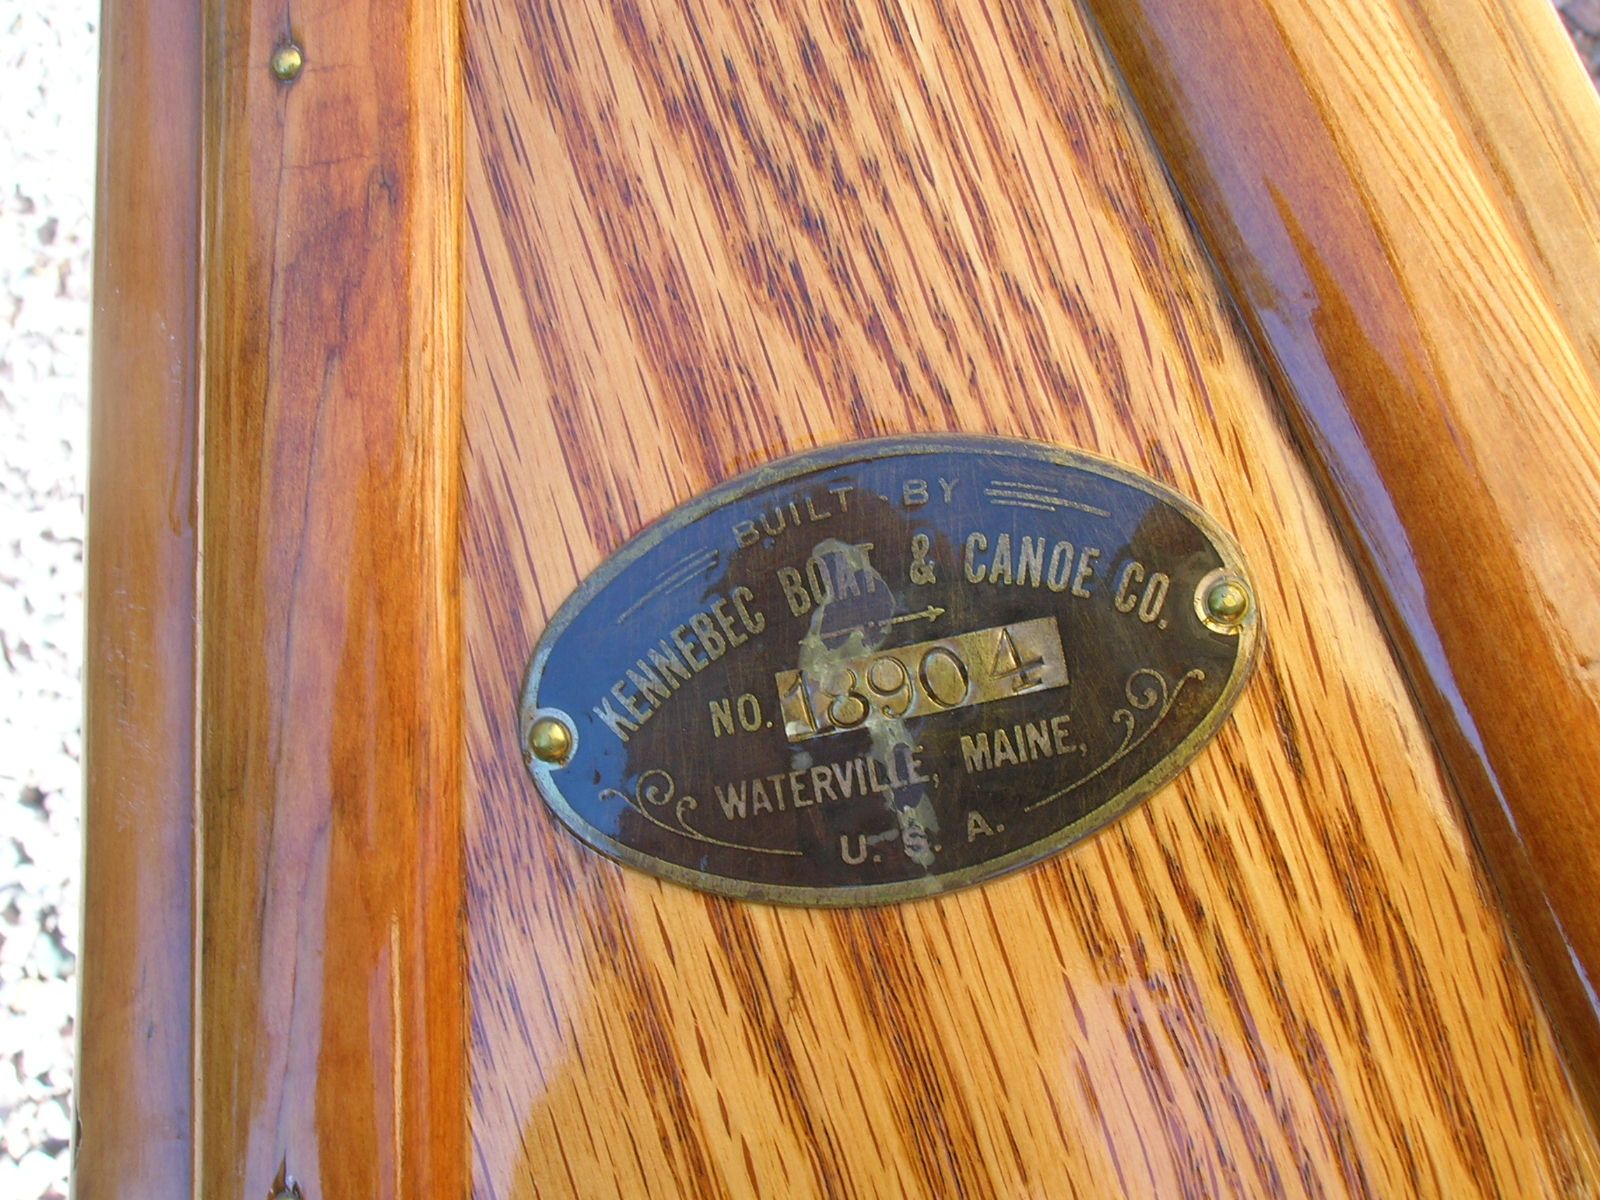 BUILT BY
KENNEBEC BOAT & CANOE CO.
NO. 18904
WATERVILLE, MAINE,
U. S. A.